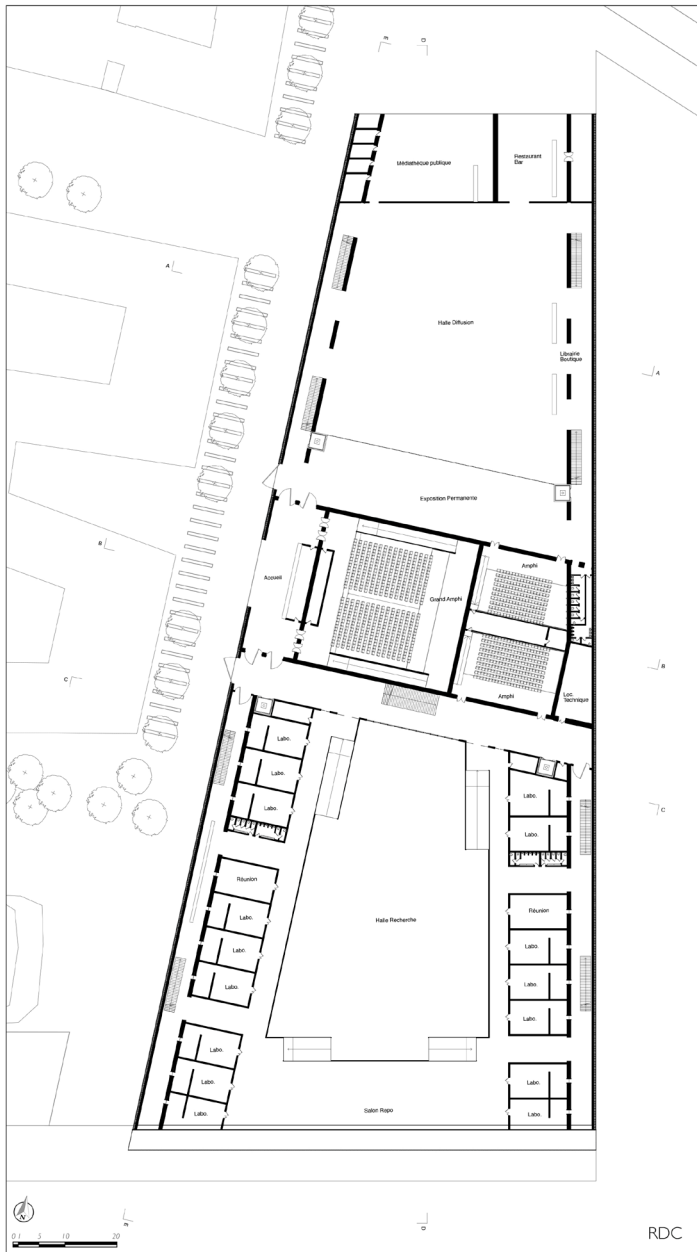 E
D
Médiathèque publique
Restaurant
Bar
A
Halle Diffusion
Librairie
Boutique
A
Exposition Permanente
B
Accueil
Grand Amphi
Amphi
Amphi
Loc.
Technique
B
C
Labo.
Labo.
Labo.
Labo.
Labo.
C
Réunion
Labo.
Labo.
Labo.
Halle Recherche
Réunion
Labo.
Labo.
Labo.
Labo.
Labo.
Labo.
Salon Repo
Labo.
Labo.
E
D
N
0 1 5 10 20
RDC